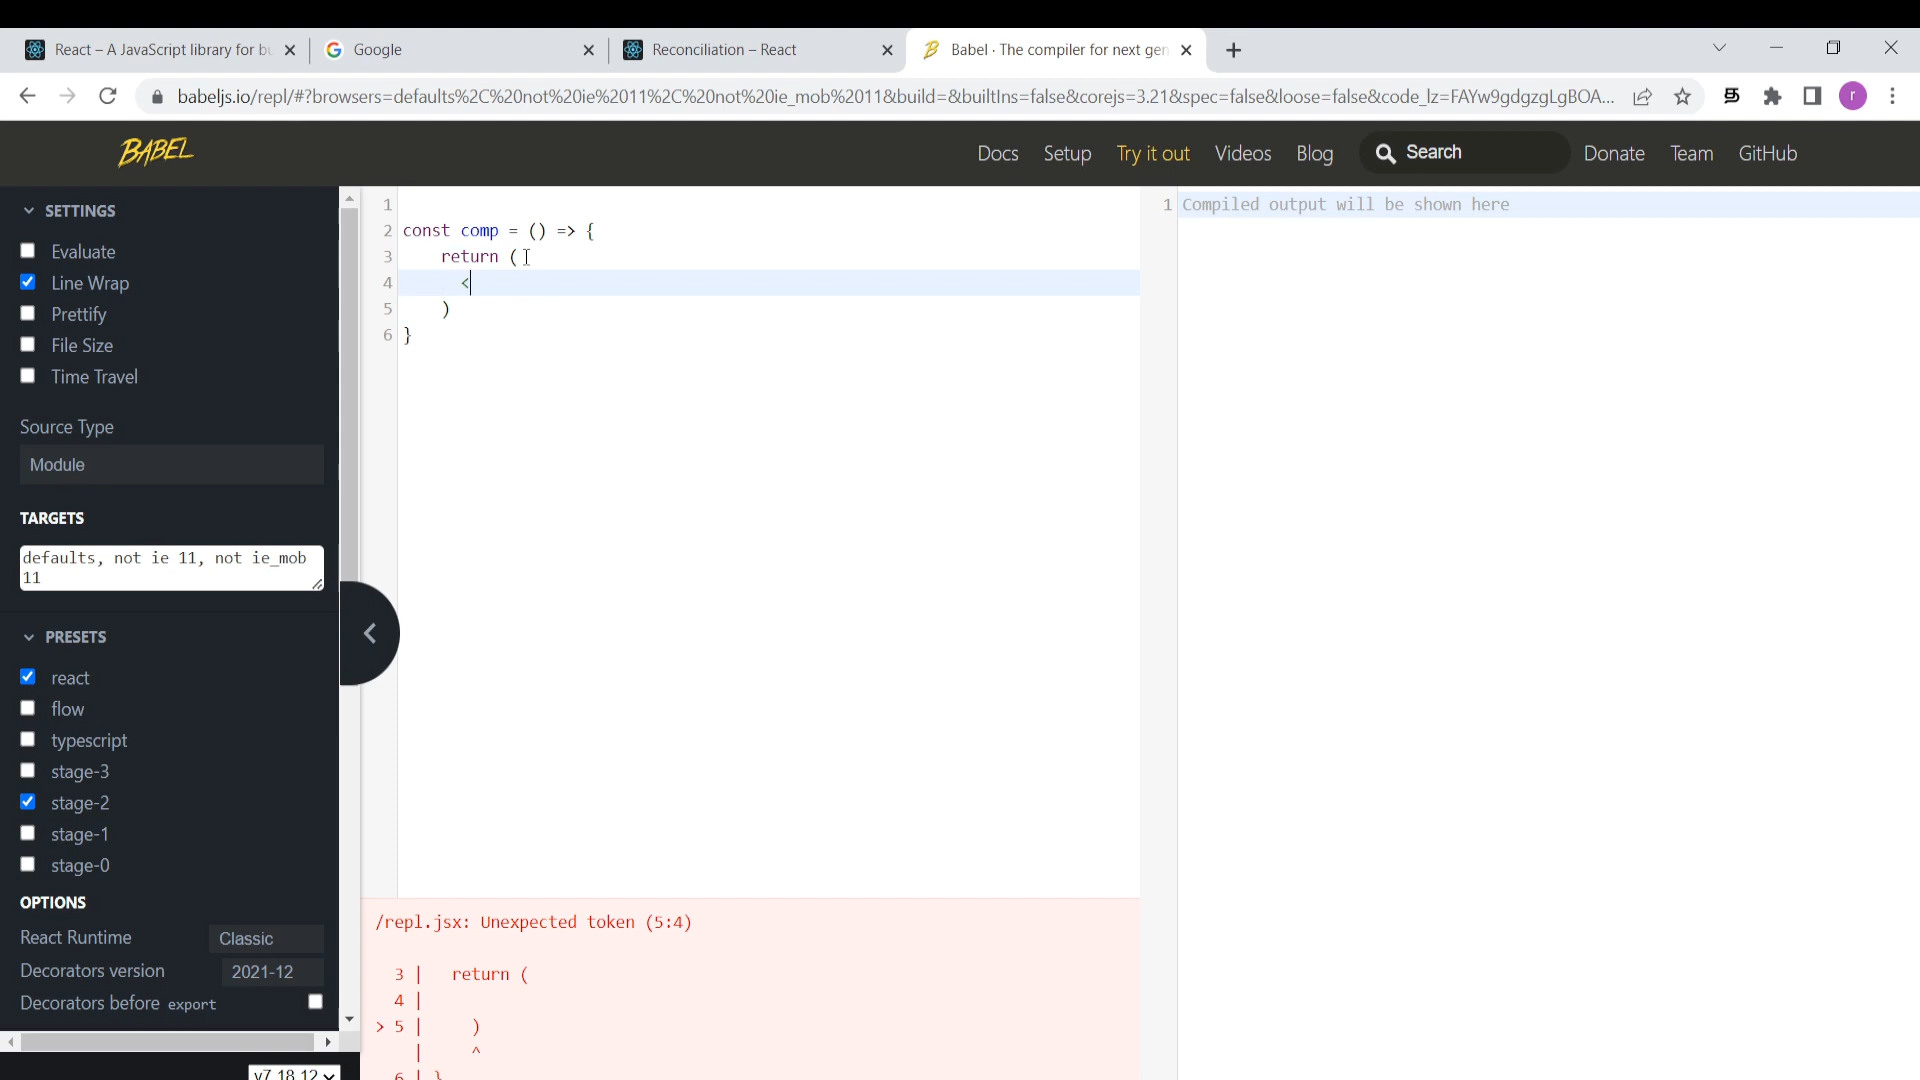 React – A JavaScript library for bu
Google
Reconciliation – React
Babel · The compiler for next gen
babeljs.io/repl/#?browsers=defaults%2C%20not%20ie%2011%2C%20not%20ie_mob%2011&build=&builtIns=false&corejs=3.21&spec=false&loose=false&code_lz=FAYw9gdgzgLgBOA...
r
BABEL
Docs
Setup
Try it out
Videos
Blog
Search
Donate
Team
GitHub
SETTINGS
Evaluate
Line Wrap
Prettify
File Size
Time Travel
Source Type
Module
TARGETS
defaults, not ie 11, not ie_mob
11
PRESETS
react
flow
typescript
stage-3
stage-2
stage-1
stage-0
OPTIONS
React Runtime Classic
Decorators version 2021-12
Decorators before export
v7.18.12
1
2 const comp = () => {
3 return (
4 <
5 )
6 }
/repl.jsx: Unexpected token (5:4)
3 | return (
4 |
> 5 | )
| ^
6 | }
1 Compiled output will be shown here